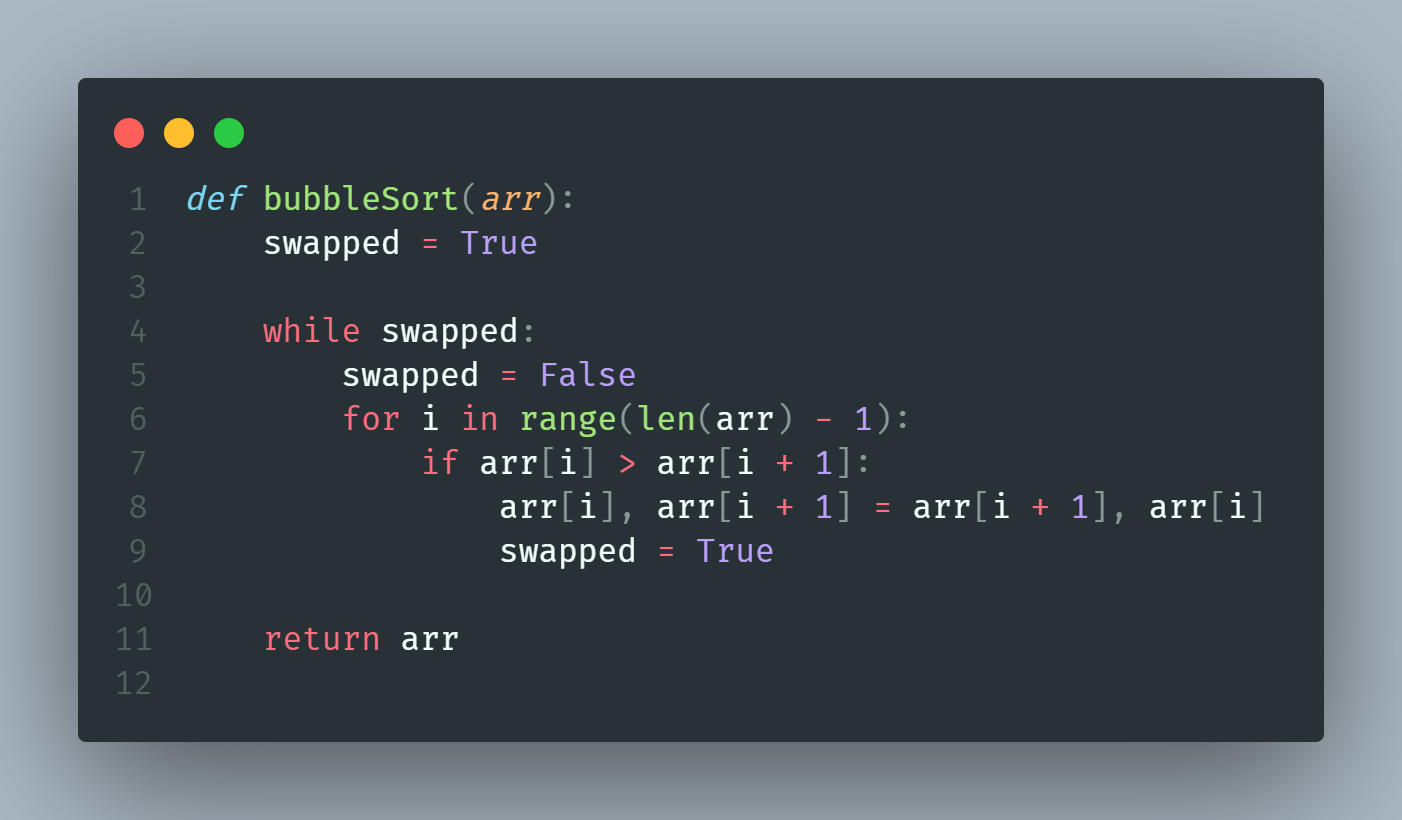 1 def bubbleSort(arr):
2     swapped = True
3
4     while swapped:
5         swapped = False
6         for i in range(len(arr) - 1):
7             if arr[i] > arr[i + 1]:
8                 arr[i], arr[i + 1] = arr[i + 1], arr[i]
9                 swapped = True
10
11     return arr
12